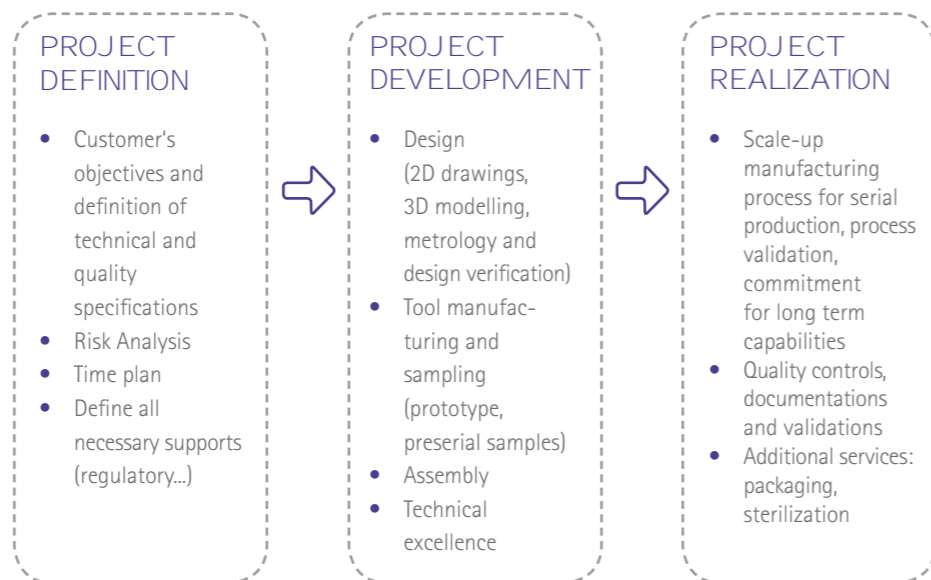 PROJECT
DEFINITION
• Customer's
objectives and
definition of
technical and
quality
specifications
• Risk Analysis
• Time plan
• Define all
necessary supports
(regulatory...)
PROJECT
DEVELOPMENT
• Design
(2D drawings,
3D modelling,
metrology and
design verification)
• Tool manufac-
turing and
sampling
(prototype,
preserial samples)
• Assembly
• Technical
excellence
PROJECT
REALIZATION
• Scale-up
manufacturing
process for serial
production, process
validation,
commitment
for long term
capabilities
• Quality controls,
documentations
and validations
• Additional services:
packaging,
sterilization